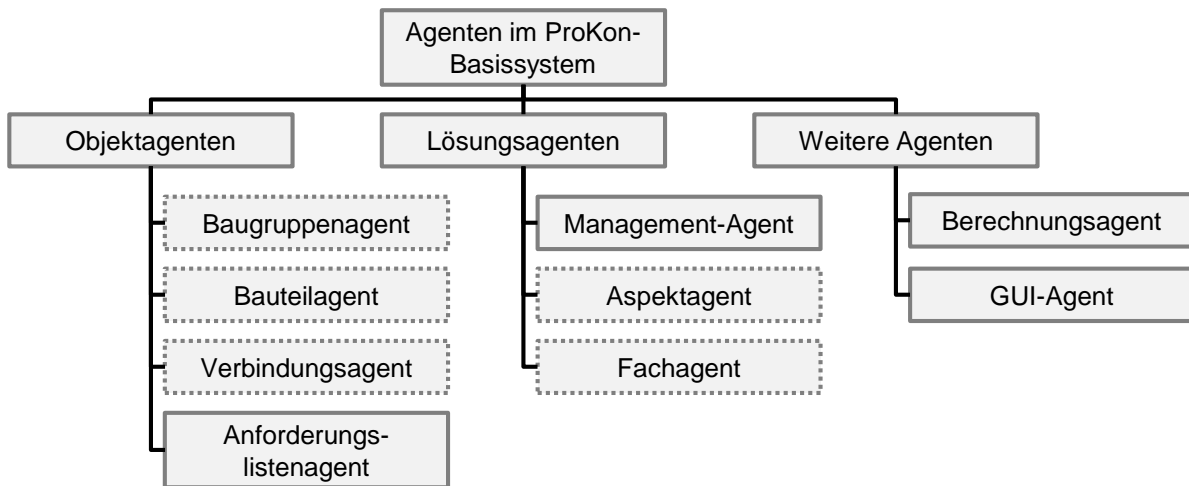 Agenten im ProKon-
Basissystem
Objektagenten
Lösungsagenten
Weitere Agenten
Baugruppenagent
Bauteilagent
Verbindungsagent
Anforderungs-
listenagent
Management-Agent
Aspektagent
Fachagent
Berechnungsagent
GUI-Agent